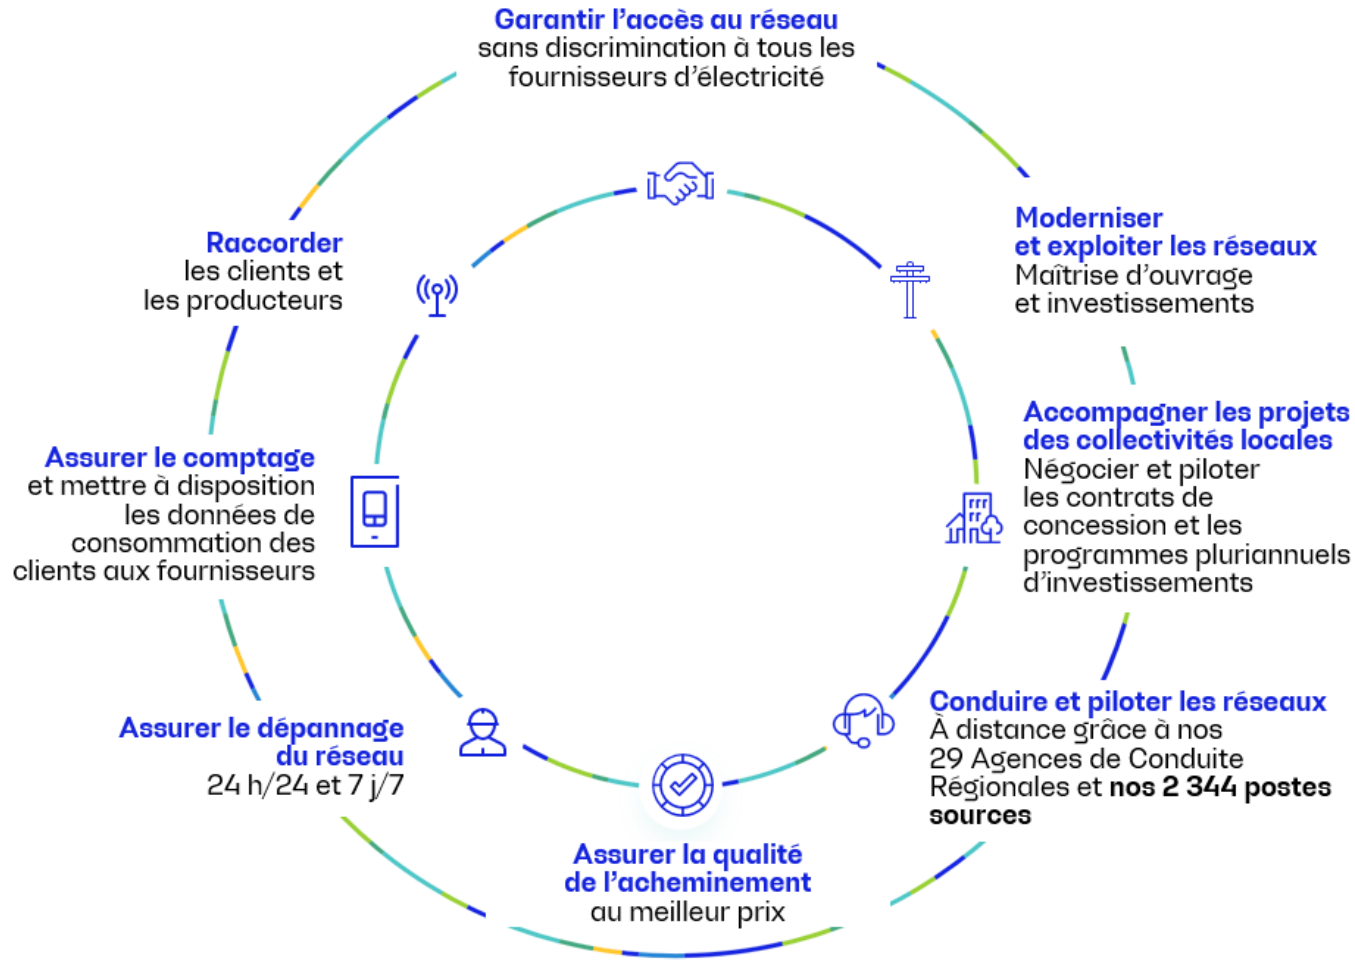 Garantir l’accès au réseau
sans discrimination à tous les
fournisseurs d’électricité
Moderniser
et exploiter les réseaux
Maîtrise d’ouvrage
et investissements
Accompagner les projets
des collectivités locales
Négocier et piloter
les contrats de
concession et les
programmes pluriannuels
d’investissements
Conduire et piloter les réseaux
À distance grâce à nos
29 Agences de Conduite
Régionales et nos 2 344 postes
sources
Assurer la qualité
de l’acheminement
au meilleur prix
Assurer le dépannage
du réseau
24 h/24 et 7 j/7
Assurer le comptage
et mettre à disposition
les données de
consommation des
clients aux fournisseurs
Raccorder
les clients et
les producteurs